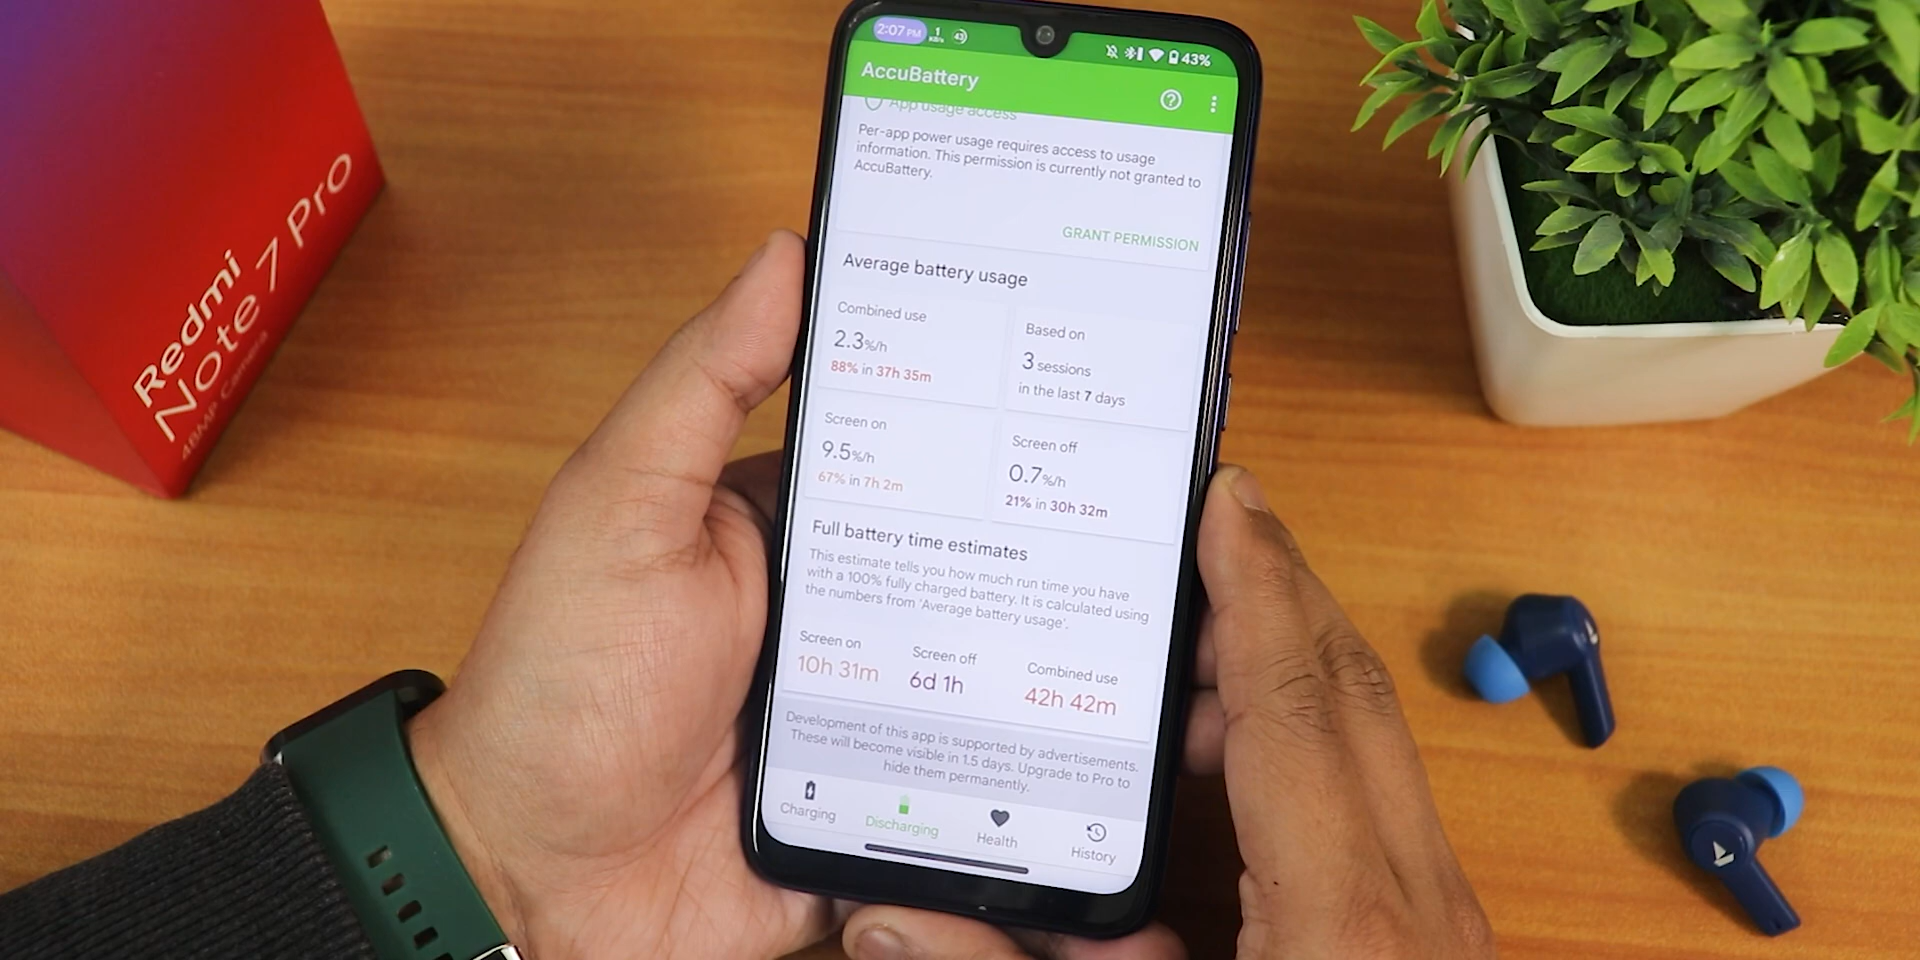 Redmi
Note 7 Pro
48MP Camera
2:07 PM
1
KB/s
43
43%
AccuBattery
App usage access
Per-app power usage requires access to usage
information. This permission is currently not granted to
AccuBattery.
GRANT PERMISSION
Average battery usage
Combined use
2.3%/h
88% in 37h 35m
Based on
3 sessions
in the last 7 days
Screen on
9.5%/h
67% in 7h 2m
Screen off
0.7%/h
21% in 30h 32m
Full battery time estimates
This estimate tells you how much run time you have
with a 100% fully charged battery. It is calculated using
the numbers from 'Average battery usage'.
Screen on
10h 31m
Screen off
6d 1h
Combined use
42h 42m
Development of this app is supported by advertisements.
These will become visible in 1.5 days. Upgrade to Pro to
hide them permanently.
Charging
Discharging
Health
History